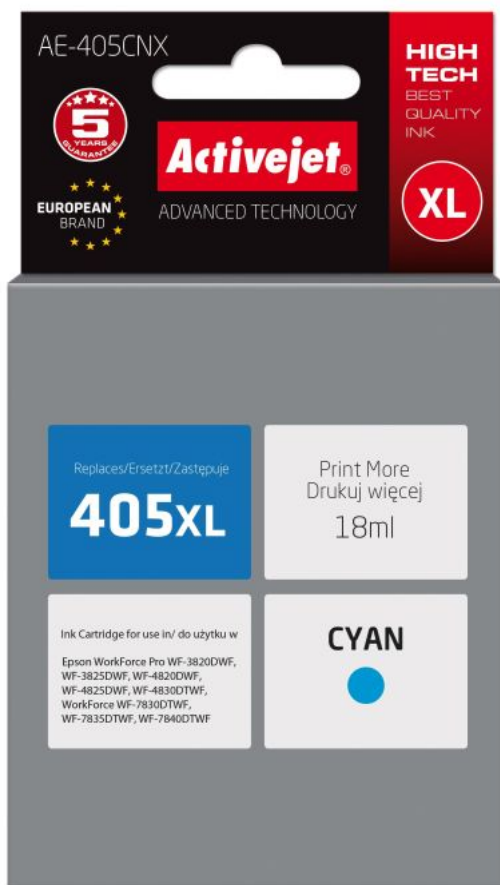 AE-405CNX
5
YEARS
GUARANTEE
EUROPEAN
BRAND
Activejet®
ADVANCED TECHNOLOGY
HIGH
TECH
BEST
QUALITY
INK
XL
Replaces/Ersetzt/Zastępuje
405XL
Print More
Drukuj więcej
18ml
Ink Cartridge for use in/ do użytku w
Epson WorkForce Pro WF-3820DWF,
WF-3825DWF, WF-4820DWF,
WF-4825DWF, WF-4830DTWF,
WorkForce WF-7830DTWF,
WF-7835DTWF, WF-7840DTWF
CYAN